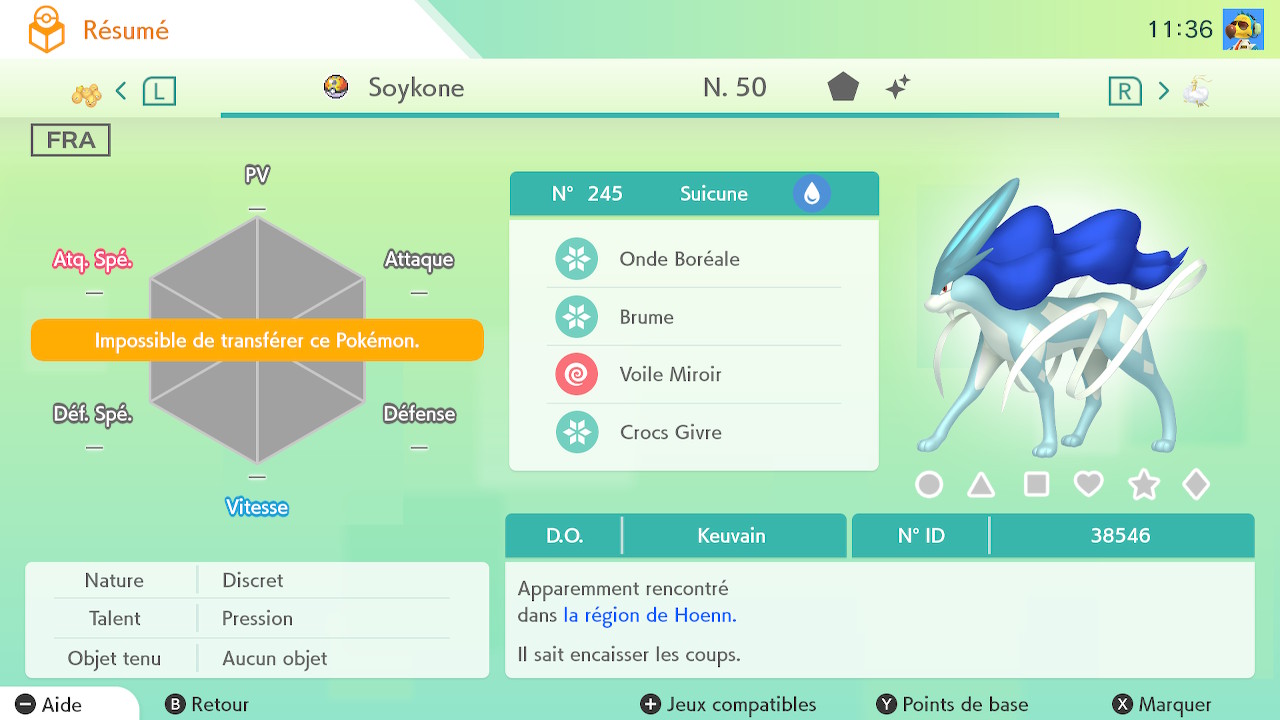 Résumé
11:36
L
Soykone
N. 50
R
FRA
PV
—
Atq. Spé.
—
Attaque
—
Impossible de transférer ce Pokémon.
Déf. Spé.
—
Défense
—
—
Vitesse
N° 245 Suicune
Onde Boréale
Brume
Voile Miroir
Crocs Givre
D.O. Keuvain
N° ID 38546
Nature Discret
Talent Pression
Objet tenu Aucun objet
Apparemment rencontré
dans la région de Hoenn.
Il sait encaisser les coups.
Aide
B Retour
Jeux compatibles
Y Points de base
X Marquer